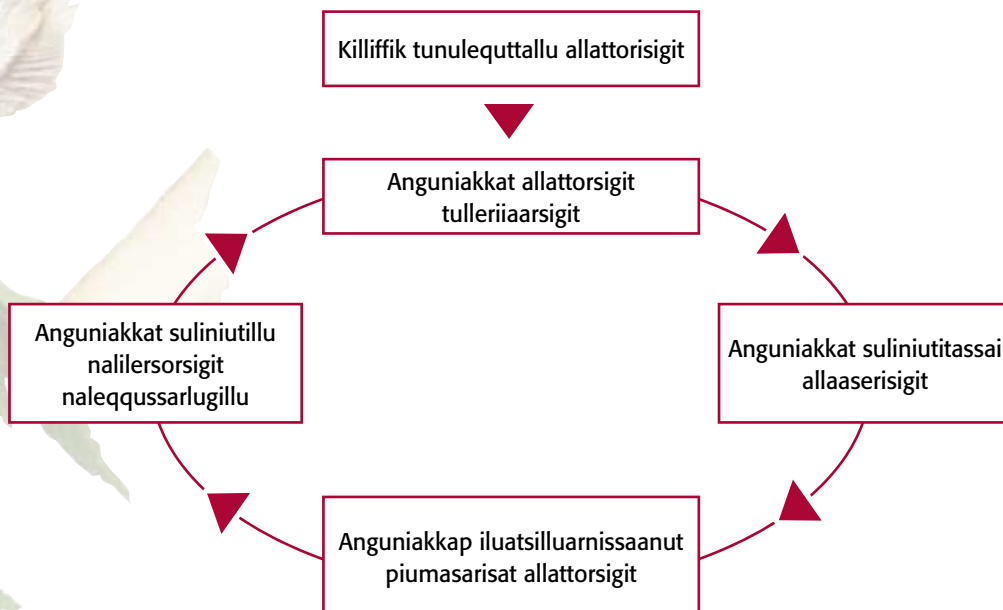 Killiffik tunulequttallu allattorisigit
Anguniakkat allattorsigit
tulleriiaarsigit
Anguniakkat suliniutitassai
allaaserisigit
Anguniakkap iluatsilluarnissaanut
piumasarisat allattorsigit
Anguniakkat suliniutillu
nalilersorsigit
naleqqussarlugillu